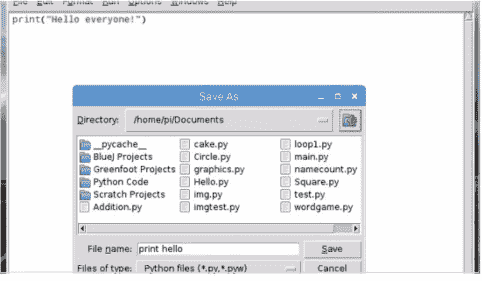 File Edit Format Run Options Windows Help
print("Hello everyone!")
Save As
Directory: /home/pi/Documents
__pycache__ cake.py loop1.py
BlueJ Projects Circle.py main.py
Greenfoot Projects graphics.py namecount.py
Python Code Hello.py Square.py
Scratch Projects img.py test.py
Addition.py imgtest.py wordgame.py
File name: print hello Save
Files of type: Python files (*.py,*.pyw) Cancel